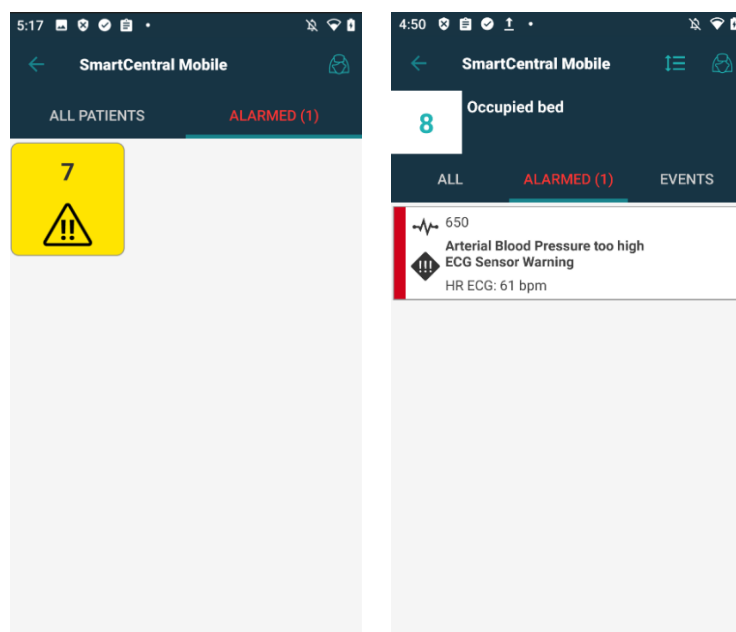 5:17
SmartCentral Mobile
ALL PATIENTS ALARMED (1)
7
!!
4:50
SmartCentral Mobile
8 Occupied bed
ALL ALARMED (1) EVENTS
650
Arterial Blood Pressure too high
ECG Sensor Warning
!!!
HR ECG: 61 bpm